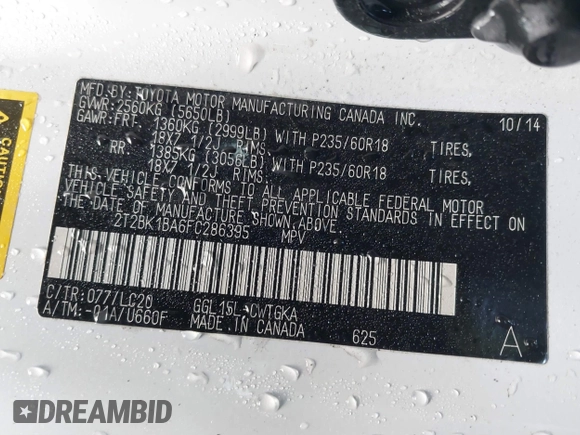 MFD.BY:TOYOTA MOTOR MANUFACTURING CANADA INC.
GVWR:2560KG(5650LB) 10/14
GAWR:FRT- 1360KG(2999LB)WITH P235/60R18
18X7 1/2J RIMS.
RR 1385KG(3056LB)WITH P235/60R18
18X7 1/2J RIMS.
THIS VEHICLE CONFORMS TO ALL APPLICABLE FEDERAL MOTOR
VEHICLE SAFETY AND THEFT PREVENTION STANDARDS IN EFFECT ON
THE DATE OF MANUFACTURE SHOWN ABOVE.
2T2BK1BA6FC286395 MPV
C/TR:077/LC20 GGL15L-CWTGKA
A/TM:-01A/U660F MADE IN CANADA 625 A
CAUTION
DREAMBID